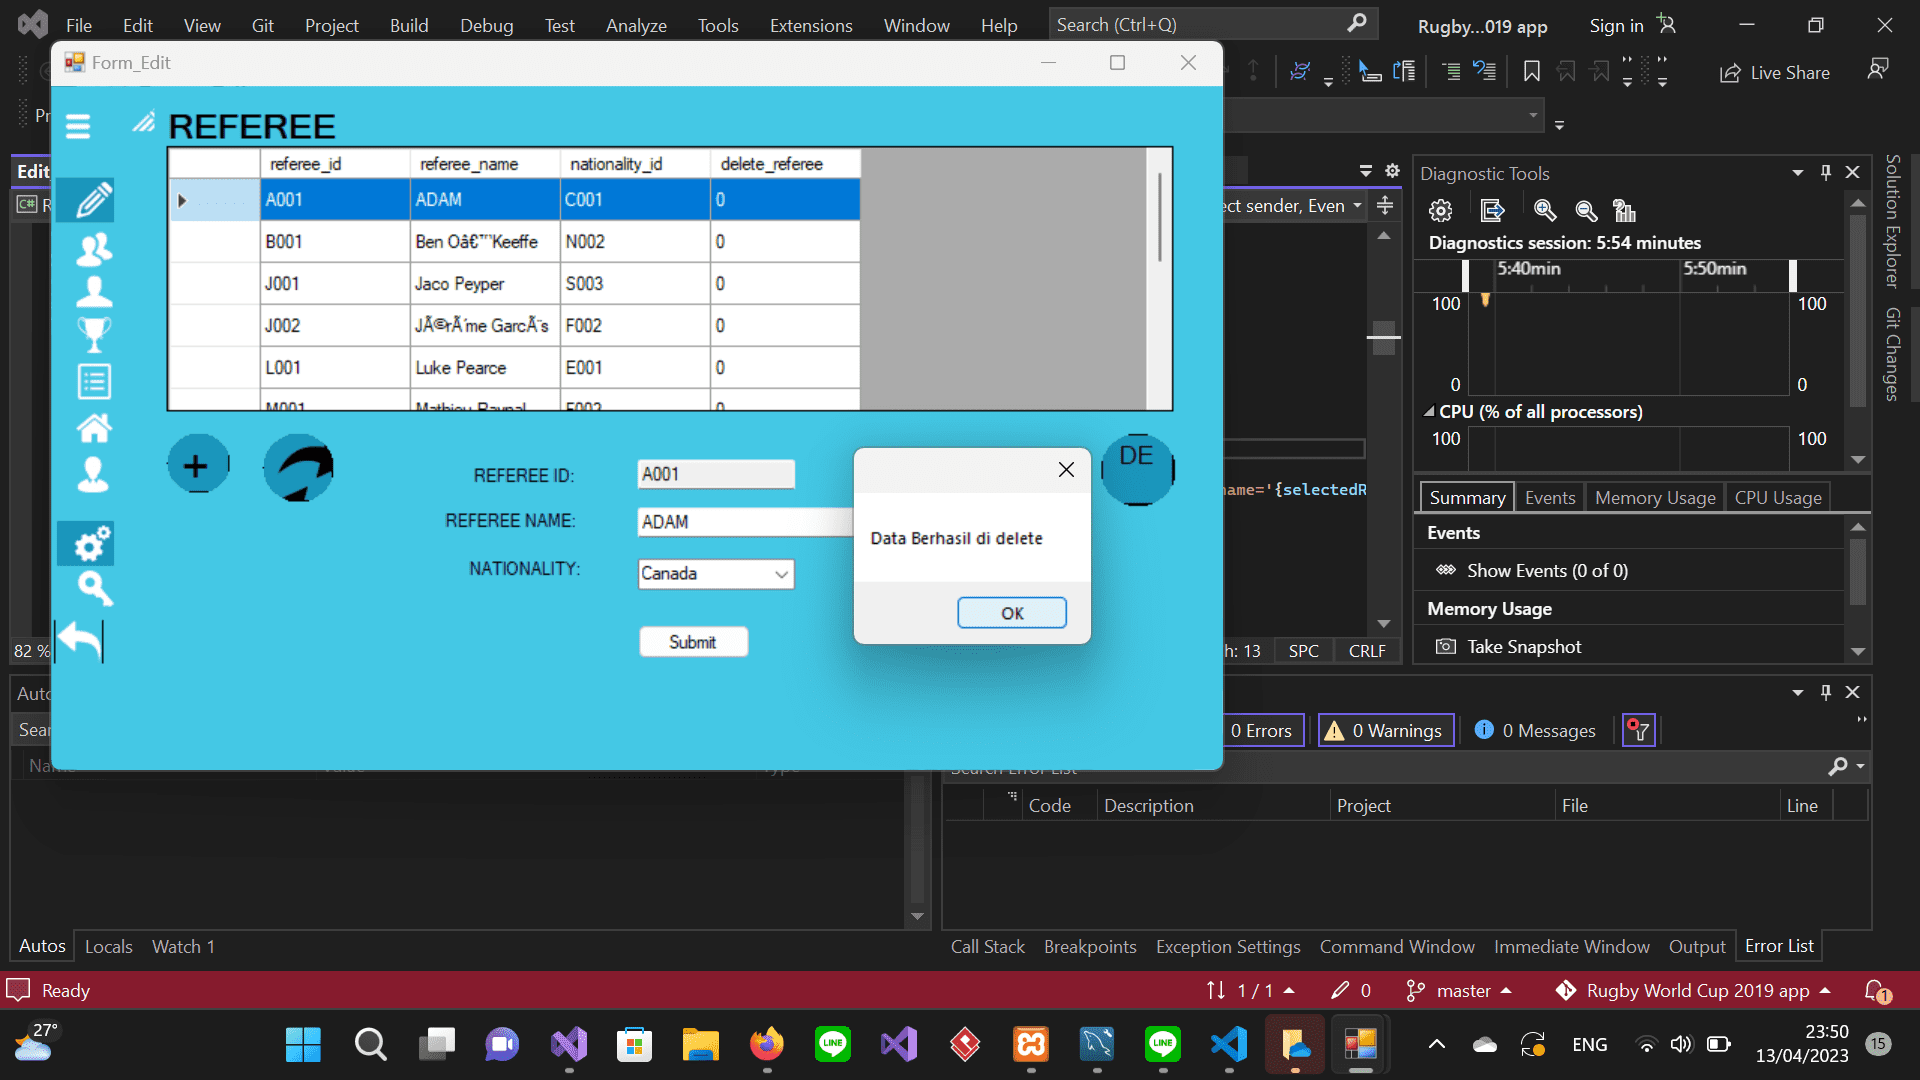 File Edit View Git Project Build Debug Test Analyze Tools Extensions Window Help Search (Ctrl+Q) Rugby...019 app Sign in
Form_Edit
Live Share
REFEREE
referee_id referee_name nationality_id delete_referee
A001 ADAM C001 0
B001 Ben Oâ€™Keeffe N002 0
J001 Jaco Peyper S003 0
J002 JÃ©rÃ´me GarcÃ¨s F002 0
L001 Luke Pearce E001 0
M001 Mathieu Raynal F002 0
REFEREE ID: A001
REFEREE NAME: ADAM
NATIONALITY: Canada
Submit
DE
Data Berhasil di delete
OK
Edit
ect sender, Even
name='{selectedR
82 %
h: 13 SPC CRLF
Diagnostic Tools
Diagnostics session: 5:54 minutes
5:40min 5:50min
100 100
0 0
CPU (% of all processors)
100 100
Summary Events Memory Usage CPU Usage
Events
Show Events (0 of 0)
Memory Usage
Take Snapshot
Solution Explorer
Git Changes
Auto
Sear
0 Errors 0 Warnings 0 Messages
Search Error List
Code Description Project File Line
Autos Locals Watch 1
Call Stack Breakpoints Exception Settings Command Window Immediate Window Output Error List
Ready
1 / 1 0 master Rugby World Cup 2019 app 1
27°
LINE LINE
ENG
23:50
13/04/2023
15